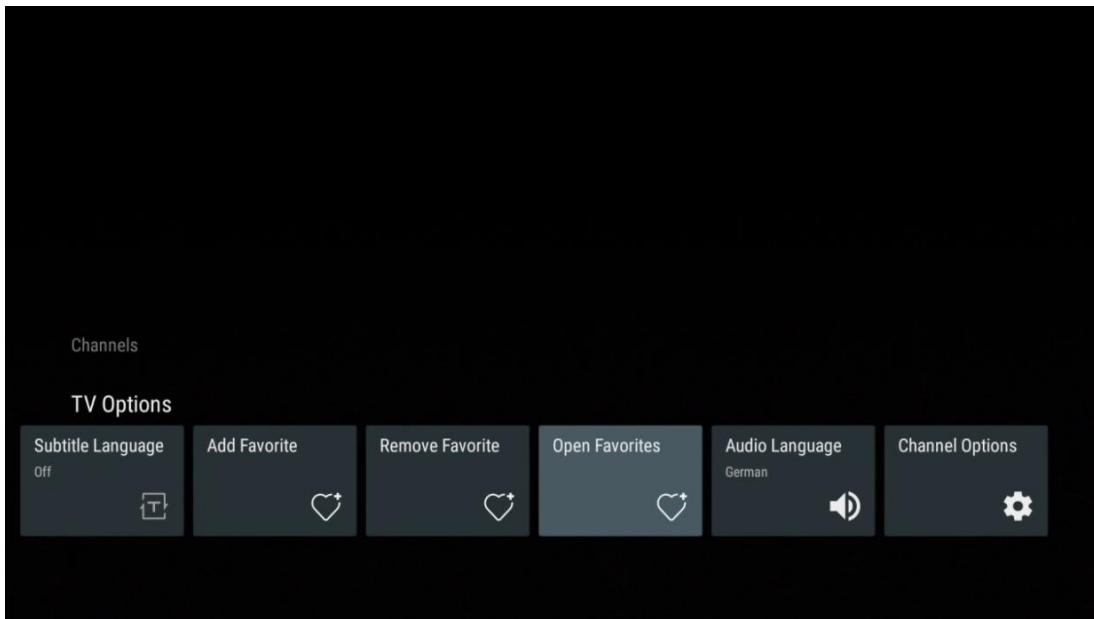 Channels
TV Options
Subtitle Language
Off
Add Favorite
Remove Favorite
Open Favorites
Audio Language
German
Channel Options